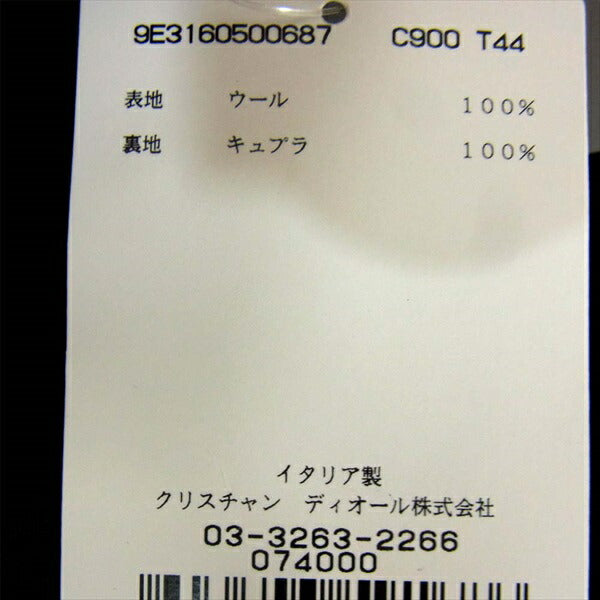 9E3160500687 C900 T44
表地 ウール 100%
裏地 キュプラ 100%
イタリア製
クリスチャン ディオール株式会社
03-3263-2266
074000